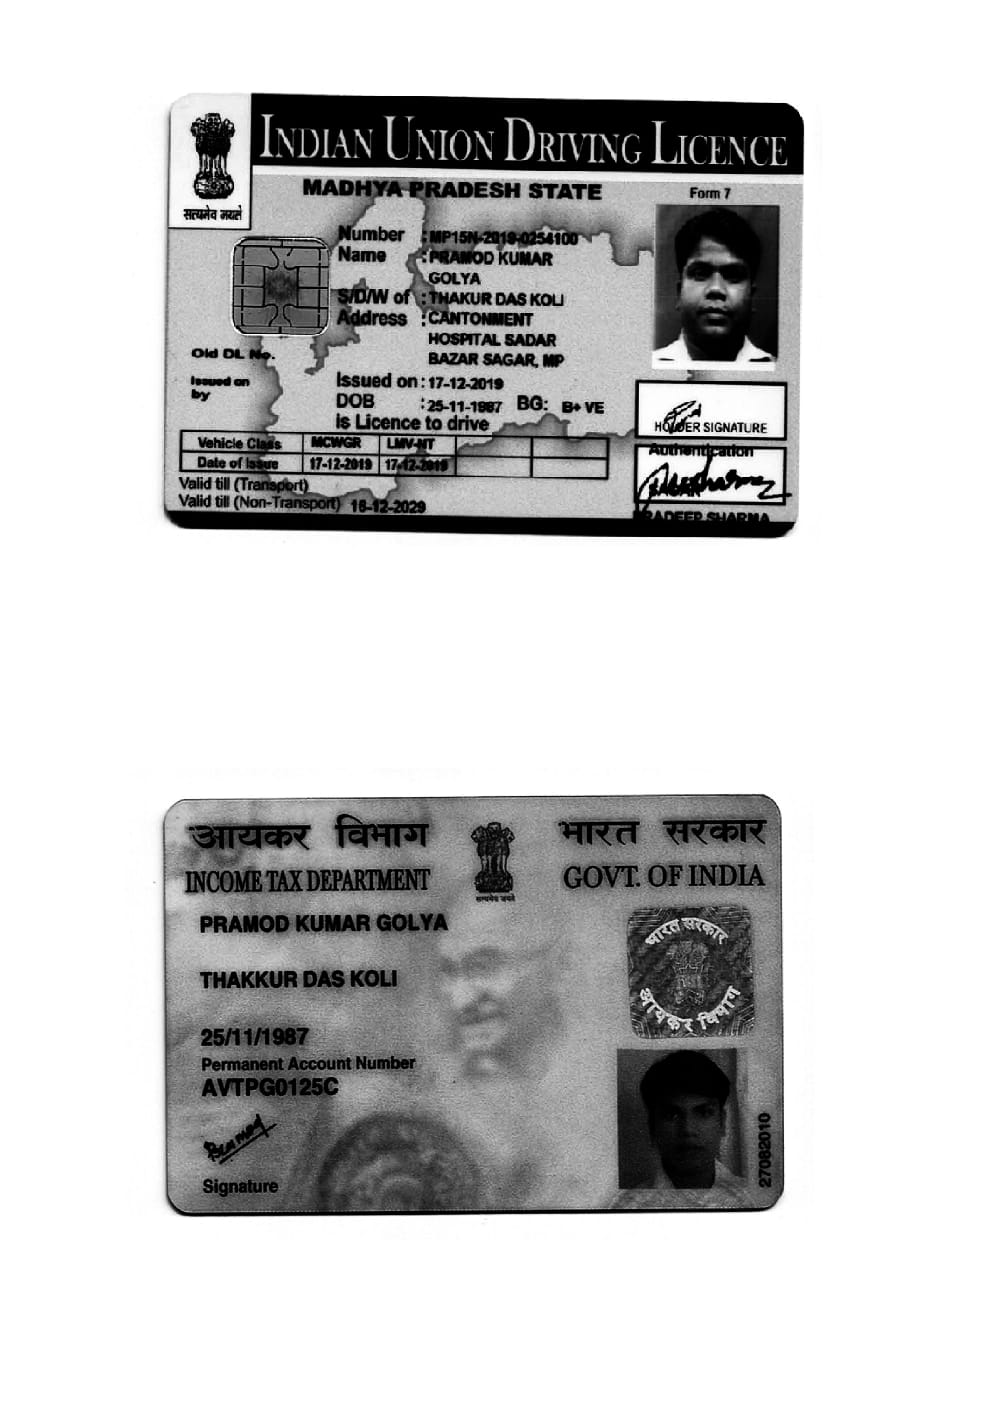 INDIAN UNION DRIVING LICENCE
सत्यमेव जयते
MADHYA PRADESH STATE
Form 7
Number : MP15N-2019-0254100
Name : PRAMOD KUMAR
GOLYA
S/D/W of : THAKUR DAS KOLI
Address : CANTONMENT
HOSPITAL SADAR
BAZAR SAGAR, MP
Old DL No.
Issued on
by
Issued on : 17-12-2019
DOB : 25-11-1987 BG: B+ VE
is Licence to drive
HOLDER SIGNATURE
Authentication
Vehicle Class MCWGR LMV-NT
Date of Issue 17-12-2019 17-12-2019
Valid till (Transport)
Valid till (Non-Transport) 16-12-2029
SAGAR
PRADEEP SHARMA
आयकर विभाग भारत सरकार
INCOME TAX DEPARTMENT GOVT. OF INDIA
सत्यमेव जयते
PRAMOD KUMAR GOLYA
भारत सरकार
THAKKUR DAS KOLI
आयकर विभाग
25/11/1987
Permanent Account Number
AVTPG0125C
Pramod
Signature
27082010